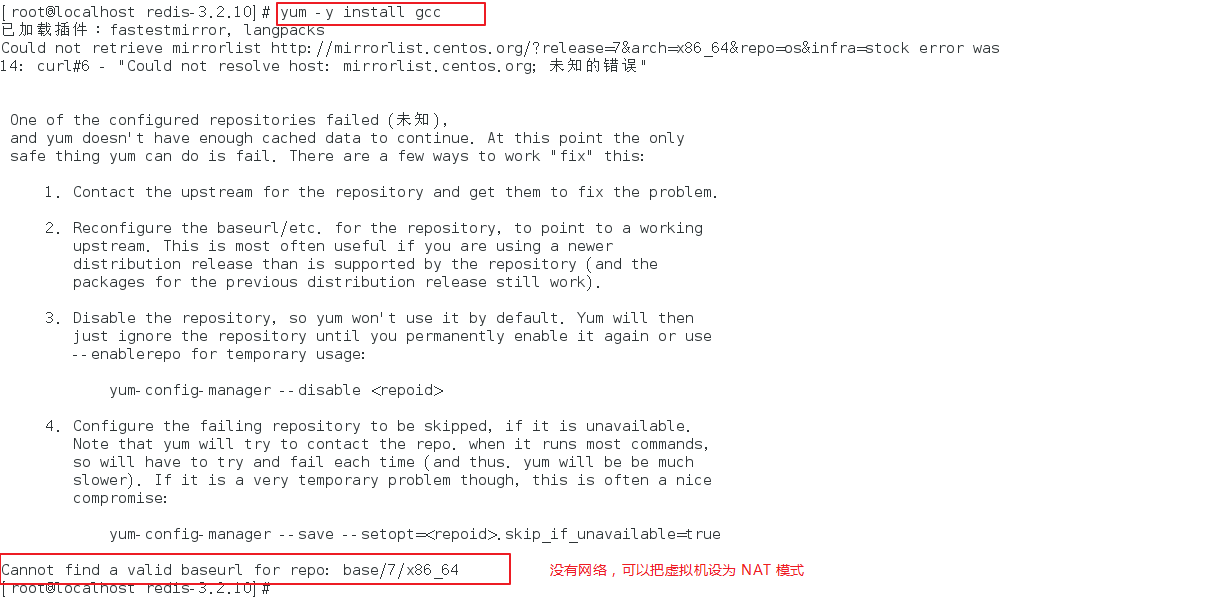 [root@localhost redis-3.2.10]# yum -y install gcc
已加载插件：fastestmirror, langpacks
Could not retrieve mirrorlist http://mirrorlist.centos.org/?release=7&arch=x86_64&repo=os&infra=stock error was
14: curl#6 - "Could not resolve host: mirrorlist.centos.org; 未知的错误"
One of the configured repositories failed (未知),
and yum doesn't have enough cached data to continue. At this point the only
safe thing yum can do is fail. There are a few ways to work "fix" this:
1. Contact the upstream for the repository and get them to fix the problem.
2. Reconfigure the baseurl/etc. for the repository, to point to a working
upstream. This is most often useful if you are using a newer
distribution release than is supported by the repository (and the
packages for the previous distribution release still work).
3. Disable the repository, so yum won't use it by default. Yum will then
just ignore the repository until you permanently enable it again or use
--enablerepo for temporary usage:
yum-config-manager --disable <repoid>
4. Configure the failing repository to be skipped, if it is unavailable.
Note that yum will try to contact the repo. when it runs most commands,
so will have to try and fail each time (and thus. yum will be be much
slower). If it is a very temporary problem though, this is often a nice
compromise:
yum-config-manager --save --setopt=<repoid>.skip_if_unavailable=true
Cannot find a valid baseurl for repo: base/7/x86_64
没有网络，可以把虚拟机设为 NAT 模式
[root@localhost redis-3.2.10]#